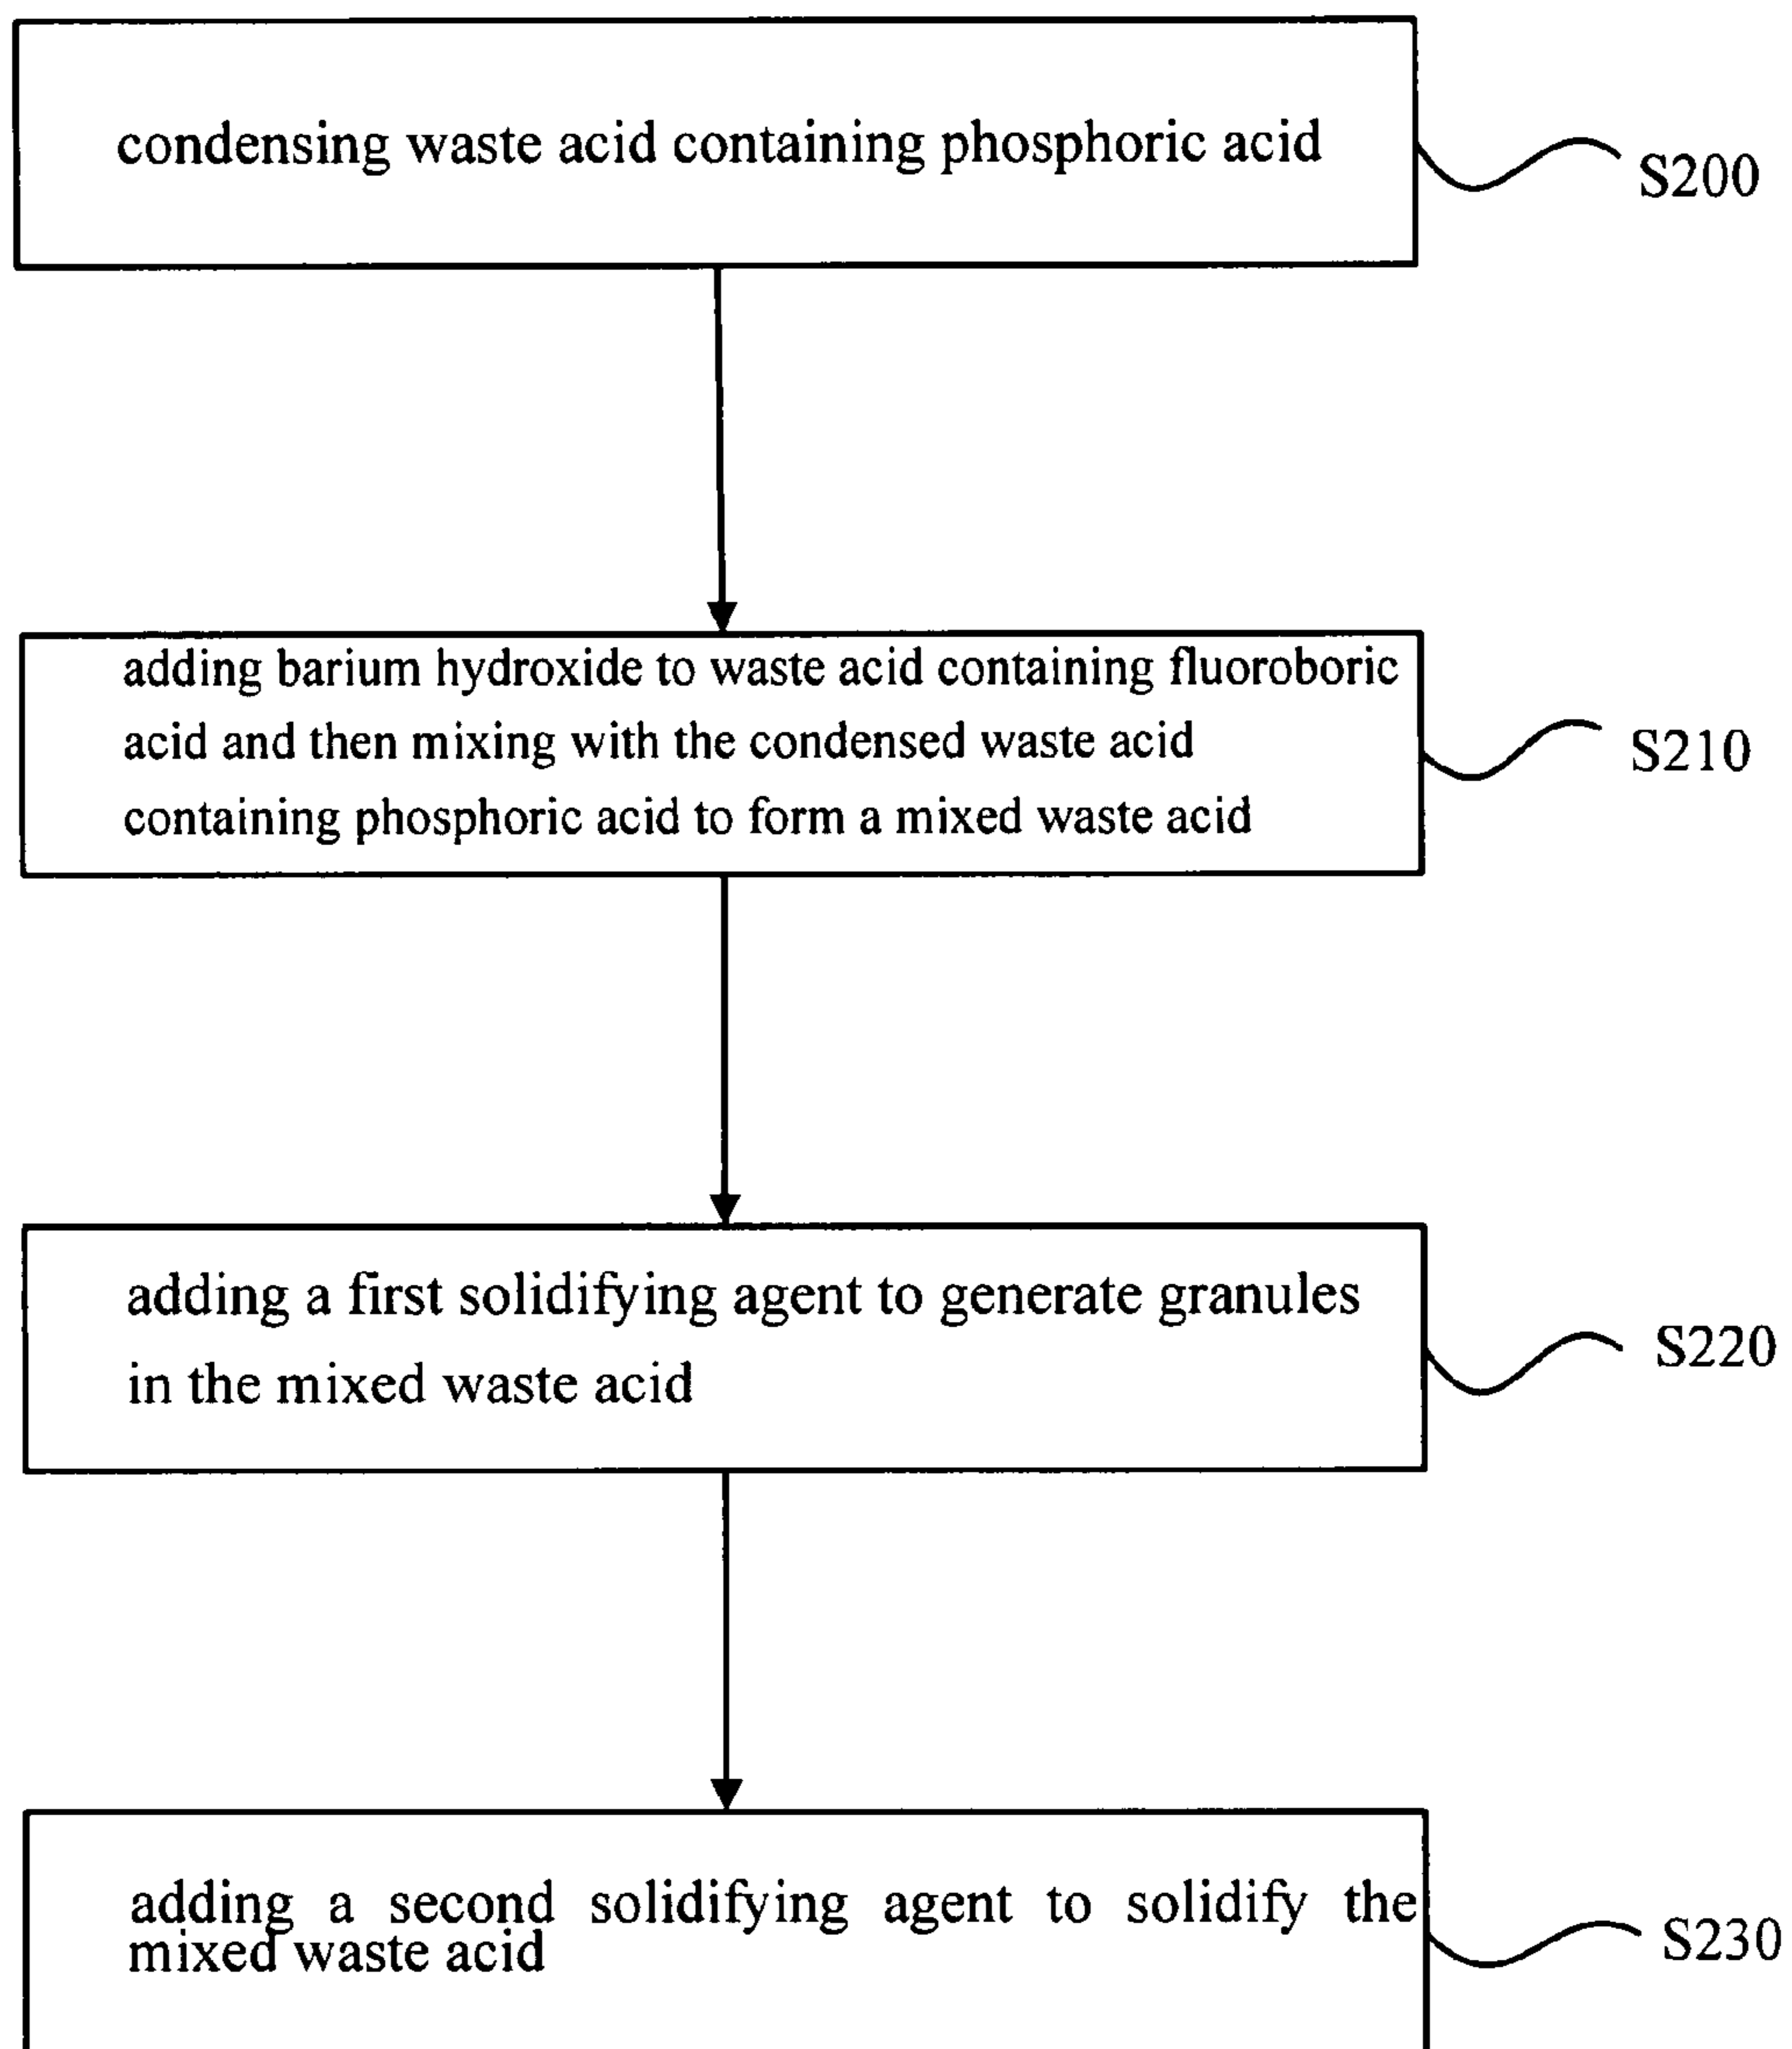 condensing waste acid containing phosphoric acid
S200
adding barium hydroxide to waste acid containing fluoroboric
acid and then mixing with the condensed waste acid
containing phosphoric acid to form a mixed waste acid
S210
adding a first solidifying agent to generate granules
in the mixed waste acid
S220
adding a second solidifying agent to solidify the
mixed waste acid
S230